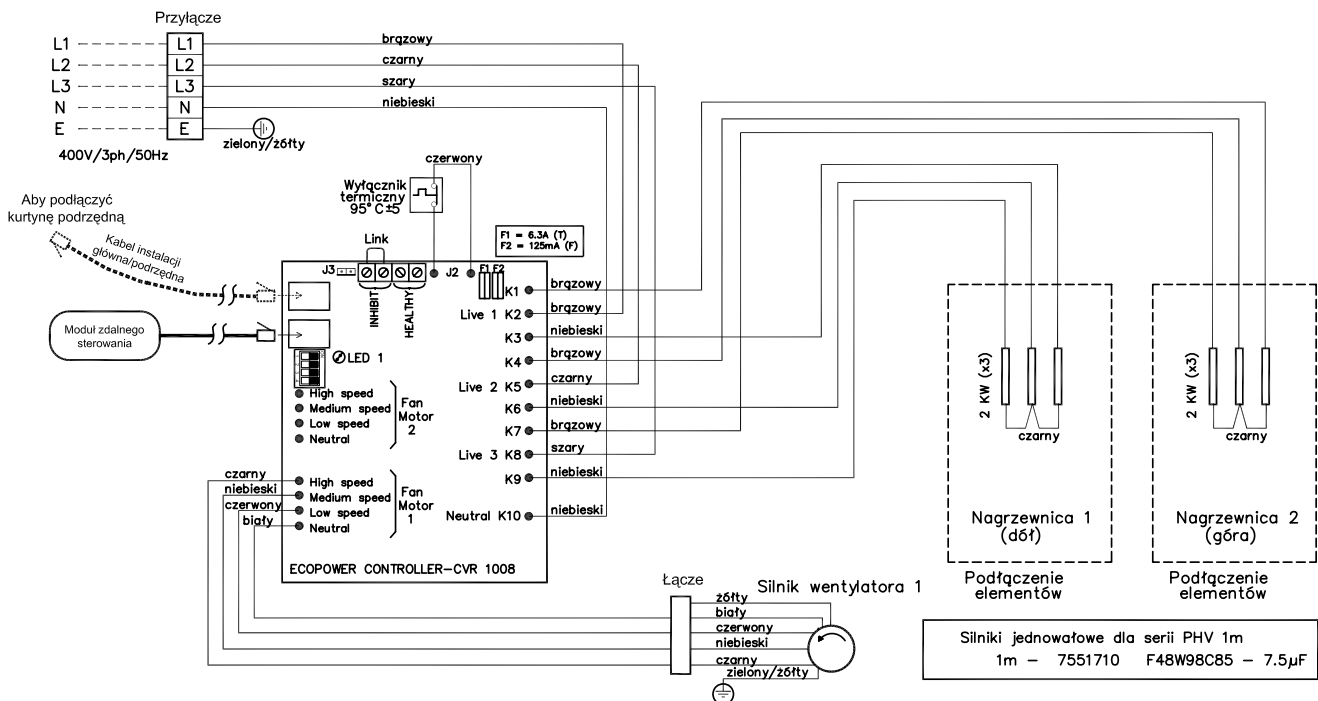 Przyłącze
L1 L1 brązowy
L2 L2 czarny
L3 L3 szary
N N niebieski
E E
zielony/żółty
400V/3ph/50Hz
czerwony
Wyłącznik
termiczny
95°C±5
Aby podłączyć
kurtynę podrzędną
Kabel instalacji
główna/podrzędna
Moduł zdalnego
sterowania
Link
F1 = 6.3A (T)
F2 = 125mA (F)
J3
J2
F1 F2
INHIBIT
HEALTHY
LED 1
K1 brązowy
Live 1 K2 brązowy
K3 niebieski
K4 brązowy
Live 2 K5 czarny
K6 niebieski
K7 brązowy
Live 3 K8 szary
K9 niebieski
Neutral K10 niebieski
High speed
Medium speed
Low speed
Neutral
Fan
Motor
2
czarny
niebieski
czerwony
biały
High speed
Medium speed
Low speed
Neutral
Fan
Motor
1
ECOPOWER CONTROLLER-CVR 1008
2 KW (x3)
czarny
Nagrzewnica 1
(dół)
Podłączenie
elementów
2 KW (x3)
czarny
Nagrzewnica 2
(góra)
Podłączenie
elementów
Łącze
Silnik wentylatora 1
żółty
biały
czerwony
niebieski
czarny
zielony/żółty
Silniki jednowałowe dla serii PHV 1m
1m – 7551710 F48W98C85 – 7.5µF